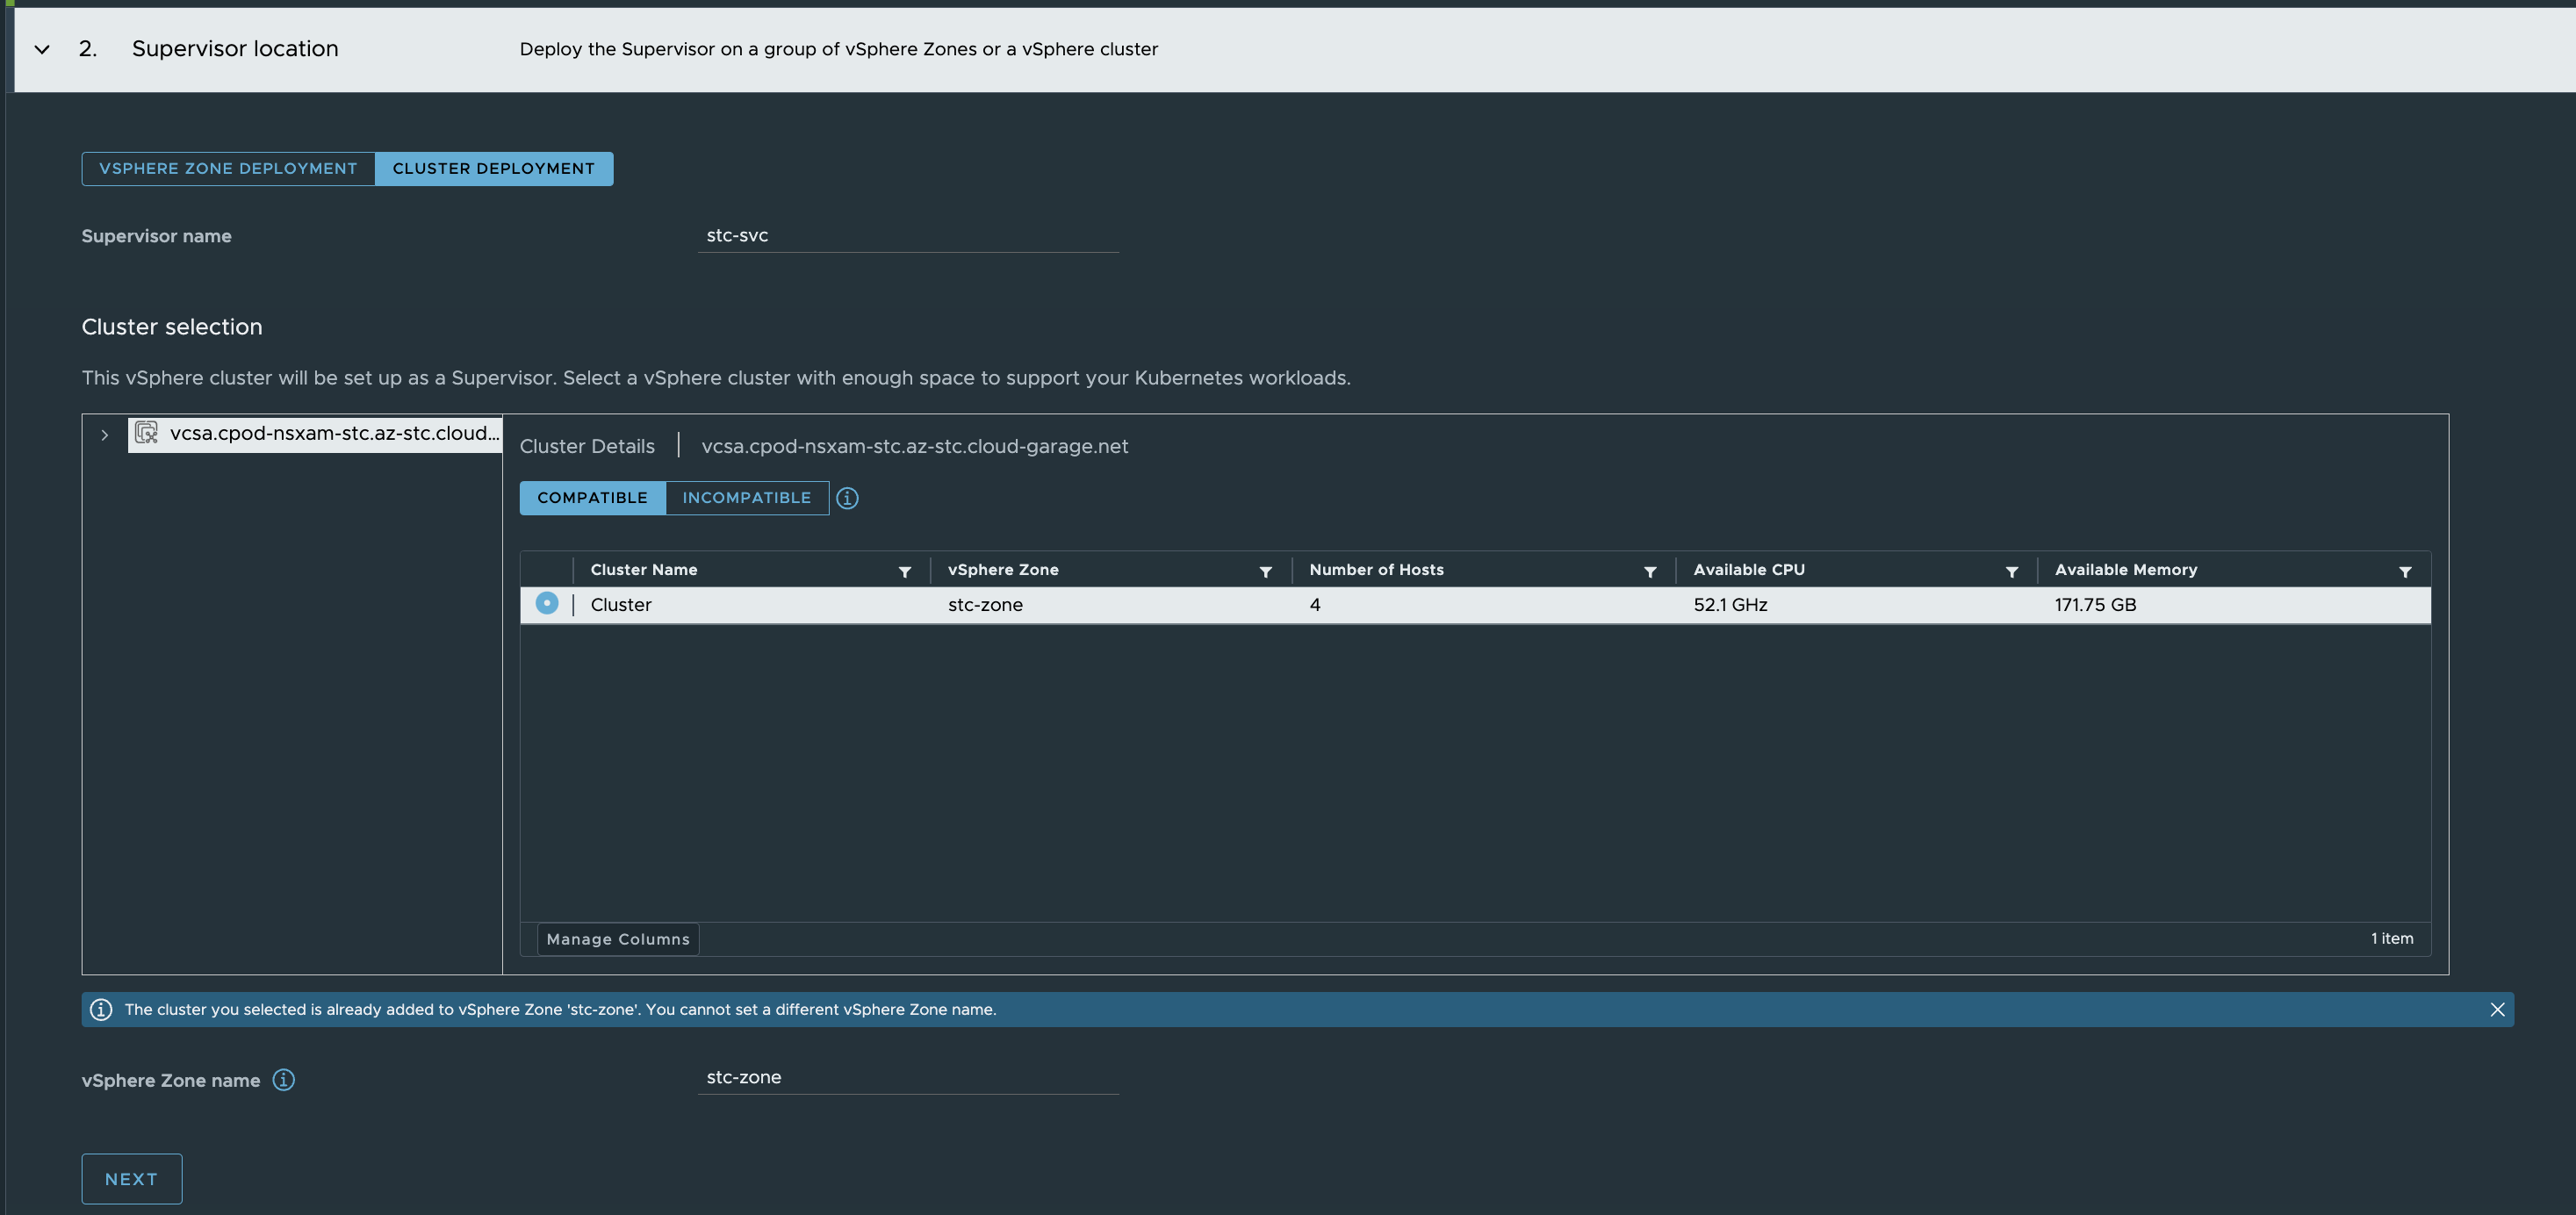 2. Supervisor location Deploy the Supervisor on a group of vSphere Zones or a vSphere cluster
VSPHERE ZONE DEPLOYMENT CLUSTER DEPLOYMENT
Supervisor name stc-svc
Cluster selection
This vSphere cluster will be set up as a Supervisor. Select a vSphere cluster with enough space to support your Kubernetes workloads.
vcsa.cpod-nsxam-stc.az-stc.cloud...
Cluster Details vcsa.cpod-nsxam-stc.az-stc.cloud-garage.net
COMPATIBLE INCOMPATIBLE
Cluster Name vSphere Zone Number of Hosts Available CPU Available Memory
Cluster stc-zone 4 52.1 GHz 171.75 GB
Manage Columns 1 item
The cluster you selected is already added to vSphere Zone 'stc-zone'. You cannot set a different vSphere Zone name.
vSphere Zone name stc-zone
NEXT